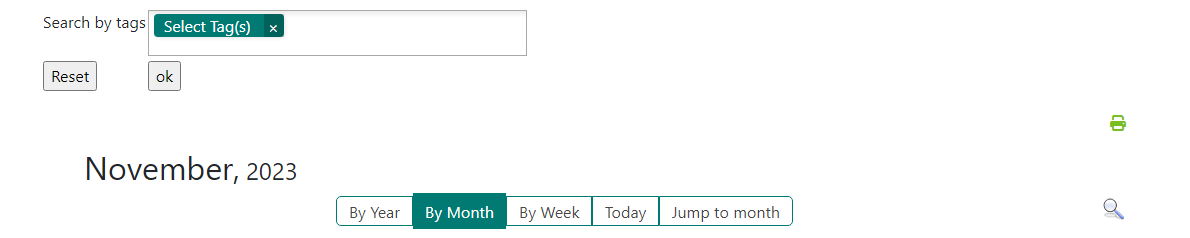 Search by tags Select Tag(s) ×
Reset ok
November, 2023
By Year By Month By Week Today Jump to month